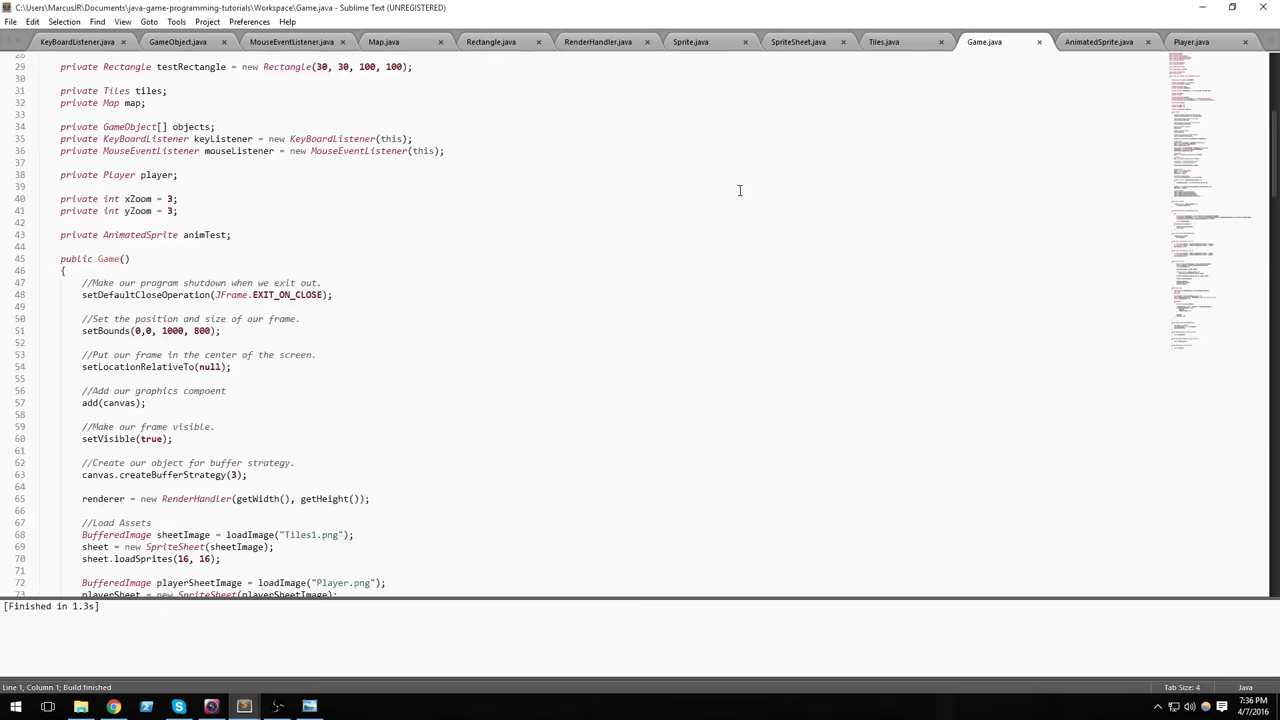 C:\Users\MarcusJR\Documents\java-game-programming-tutorials\Workspace\Game.java - Sublime Text (UNREGISTERED)
File Edit Selection Find View Goto Tools Project Preferences Help
KeyBoardListener.java GameObject.java MouseEventListener.java Map.java Rectangle.java RenderHandler.java Sprite.java SpriteSheet.java Tiles.java Game.java AnimatedSprite.java Player.java
28
29 private Rectangle testRectangle = new Rectangle(30, 30, 100, 100);
30
31 private Tiles tiles;
32 private Map map;
33
34 private GameObject[] objects;
35 private KeyBoardListener keyListener = new KeyBoardListener(this);
36 private MouseEventListener mouseListener = new MouseEventListener(this);
37
38 private Player player;
39
40 private int xZoom = 3;
41 private int yZoom = 3;
42
43 private AnimatedSprite animTest;
44
45 public Game()
46 {
47 //Make our program shutdown when we exit out.
48 setDefaultCloseOperation(JFrame.EXIT_ON_CLOSE);
49
50 //Set the position and size of our frame.
51 setBounds(0,0, 1000, 800);
52
53 //Put our frame in the center of the screen.
54 setLocationRelativeTo(null);
55
56 //Add our graphics compoent
57 add(canvas);
58
59 //Make our frame visible.
60 setVisible(true);
61
62 //Create our object for buffer strategy.
63 canvas.createBufferStrategy(3);
64
65 renderer = new RenderHandler(getWidth(), getHeight());
66
67 //Load Assets
68 BufferedImage sheetImage = loadImage("Tiles1.png");
69 sheet = new SpriteSheet(sheetImage);
70 sheet.loadSprites(16, 16);
71
72 BufferedImage playerSheetImage = loadImage("Player.png");
73 playerSheet = new SpriteSheet(playerSheetImage);
[Finished in 1.3s]
Line 1, Column 1; Build finished Tab Size: 4 Java
7:36 PM
4/7/2016